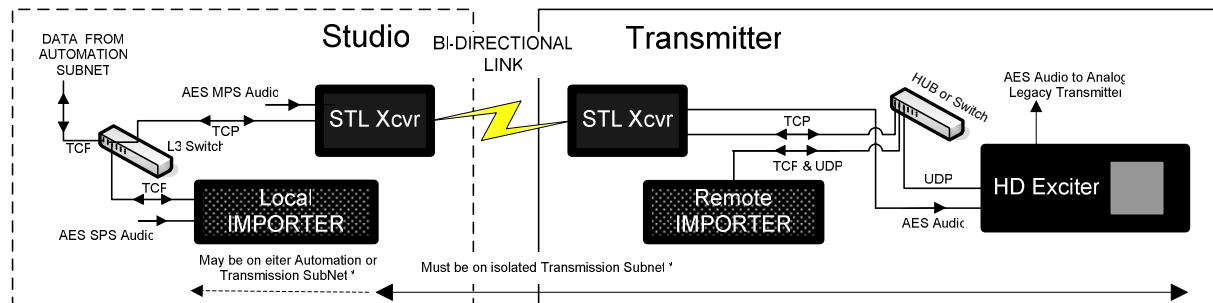 DATA FROM
AUTOMATION
SUBNET
Studio
BI-DIRECTIONAL
LINK
Transmitter
AES MPS Audio
STL Xcvr
TCP
TCP
L3 Switch
TCP
Local
IMPORTER
AES SPS Audio
May be on eiter Automation or
Transmission SubNet *
STL Xcvr
TCP
TCP & UDP
Remote
IMPORTER
HUB or Switch
AES Audio to Analog
Legacy Transmitter
UDP
HD Exciter
AES Audio
Must be on isolated Transmission Subnet *